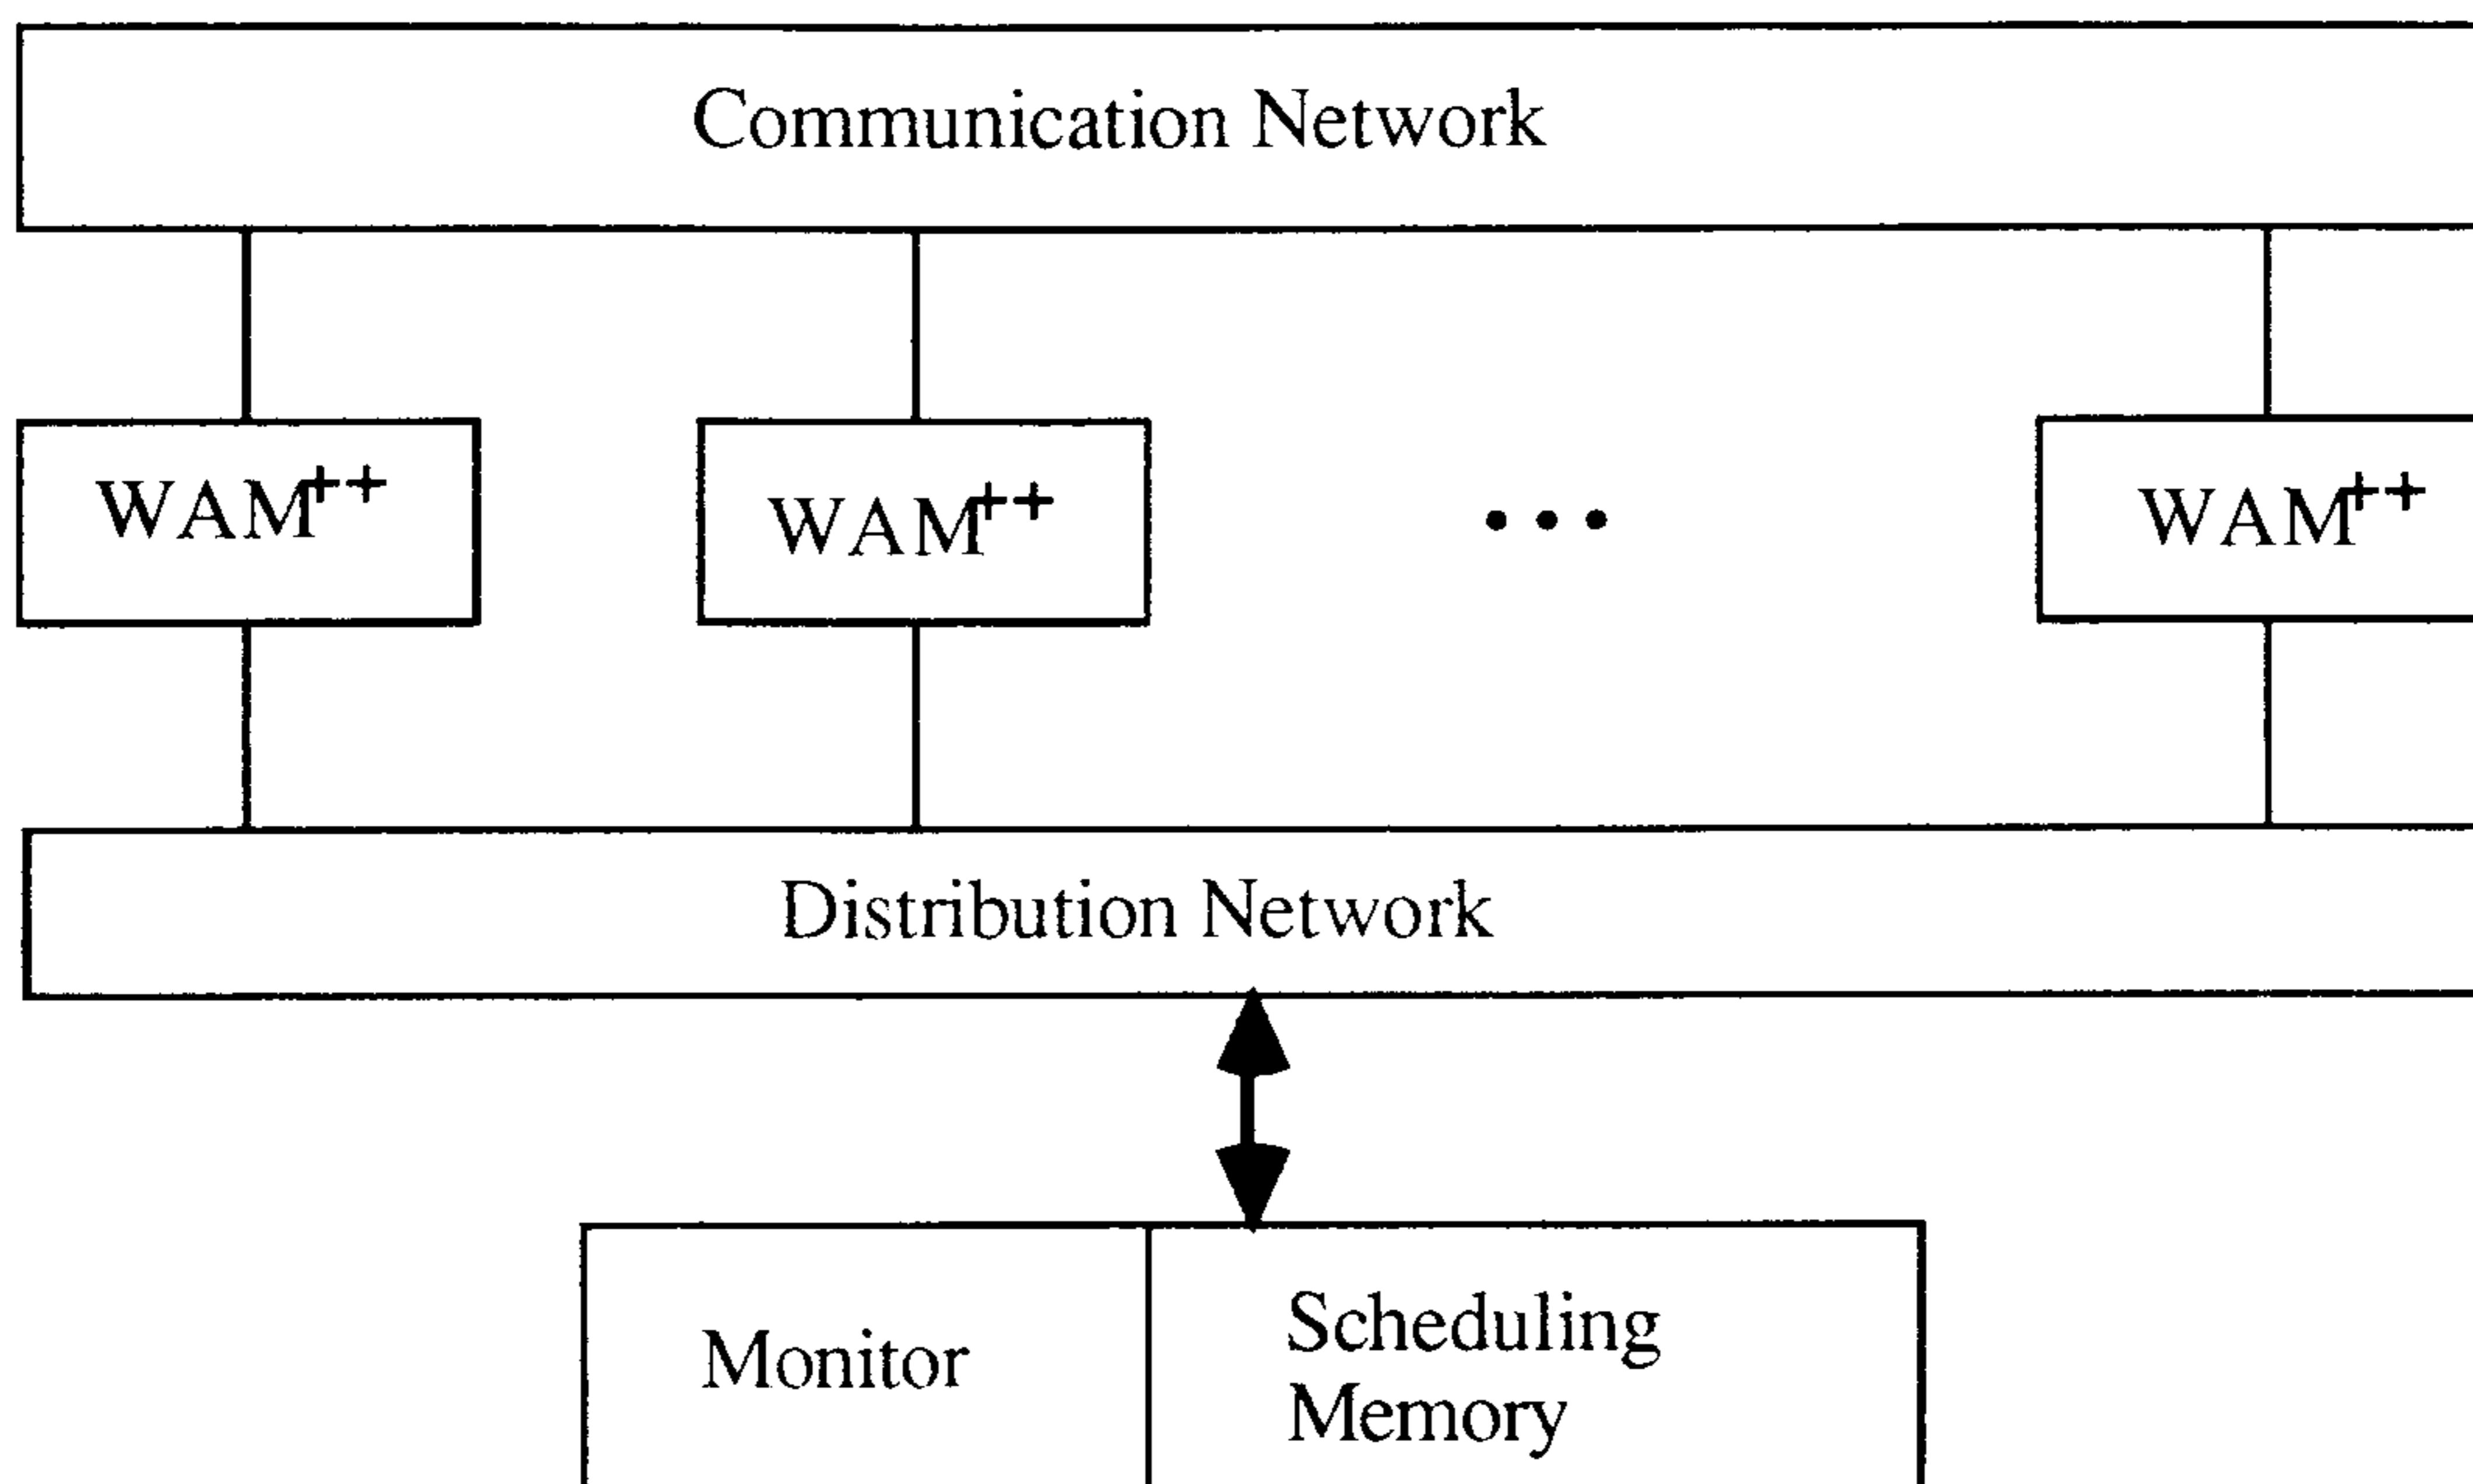 Communication Network
WAM++ WAM++ • • • WAM++
Distribution Network
Monitor
Scheduling
Memory